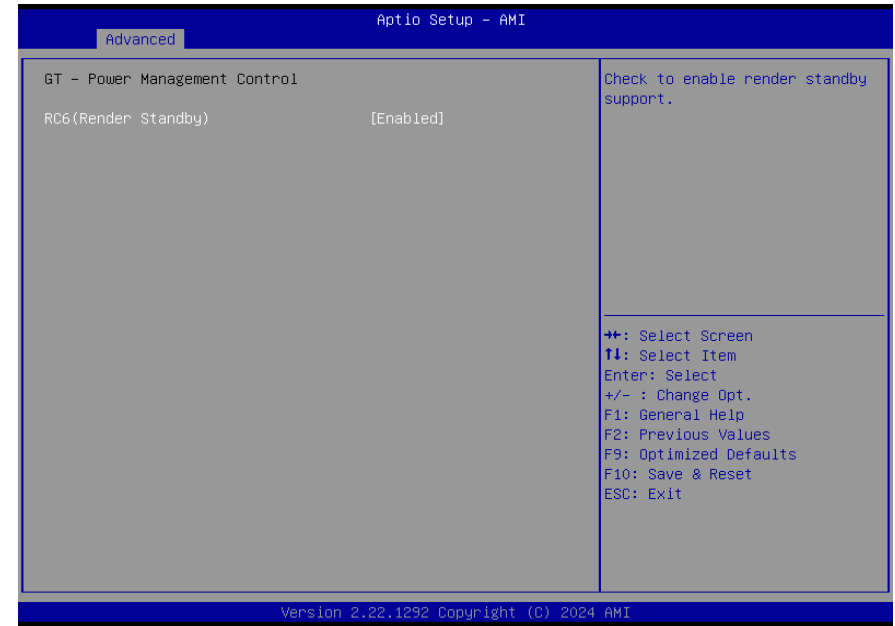 Aptio Setup – AMI
Advanced
GT – Power Management Control
RC6(Render Standby) [Enabled]
Check to enable render standby
support.
→←: Select Screen
↑↓: Select Item
Enter: Select
+/- : Change Opt.
F1: General Help
F2: Previous Values
F9: Optimized Defaults
F10: Save & Reset
ESC: Exit
Version 2.22.1292 Copyright (C) 2024 AMI